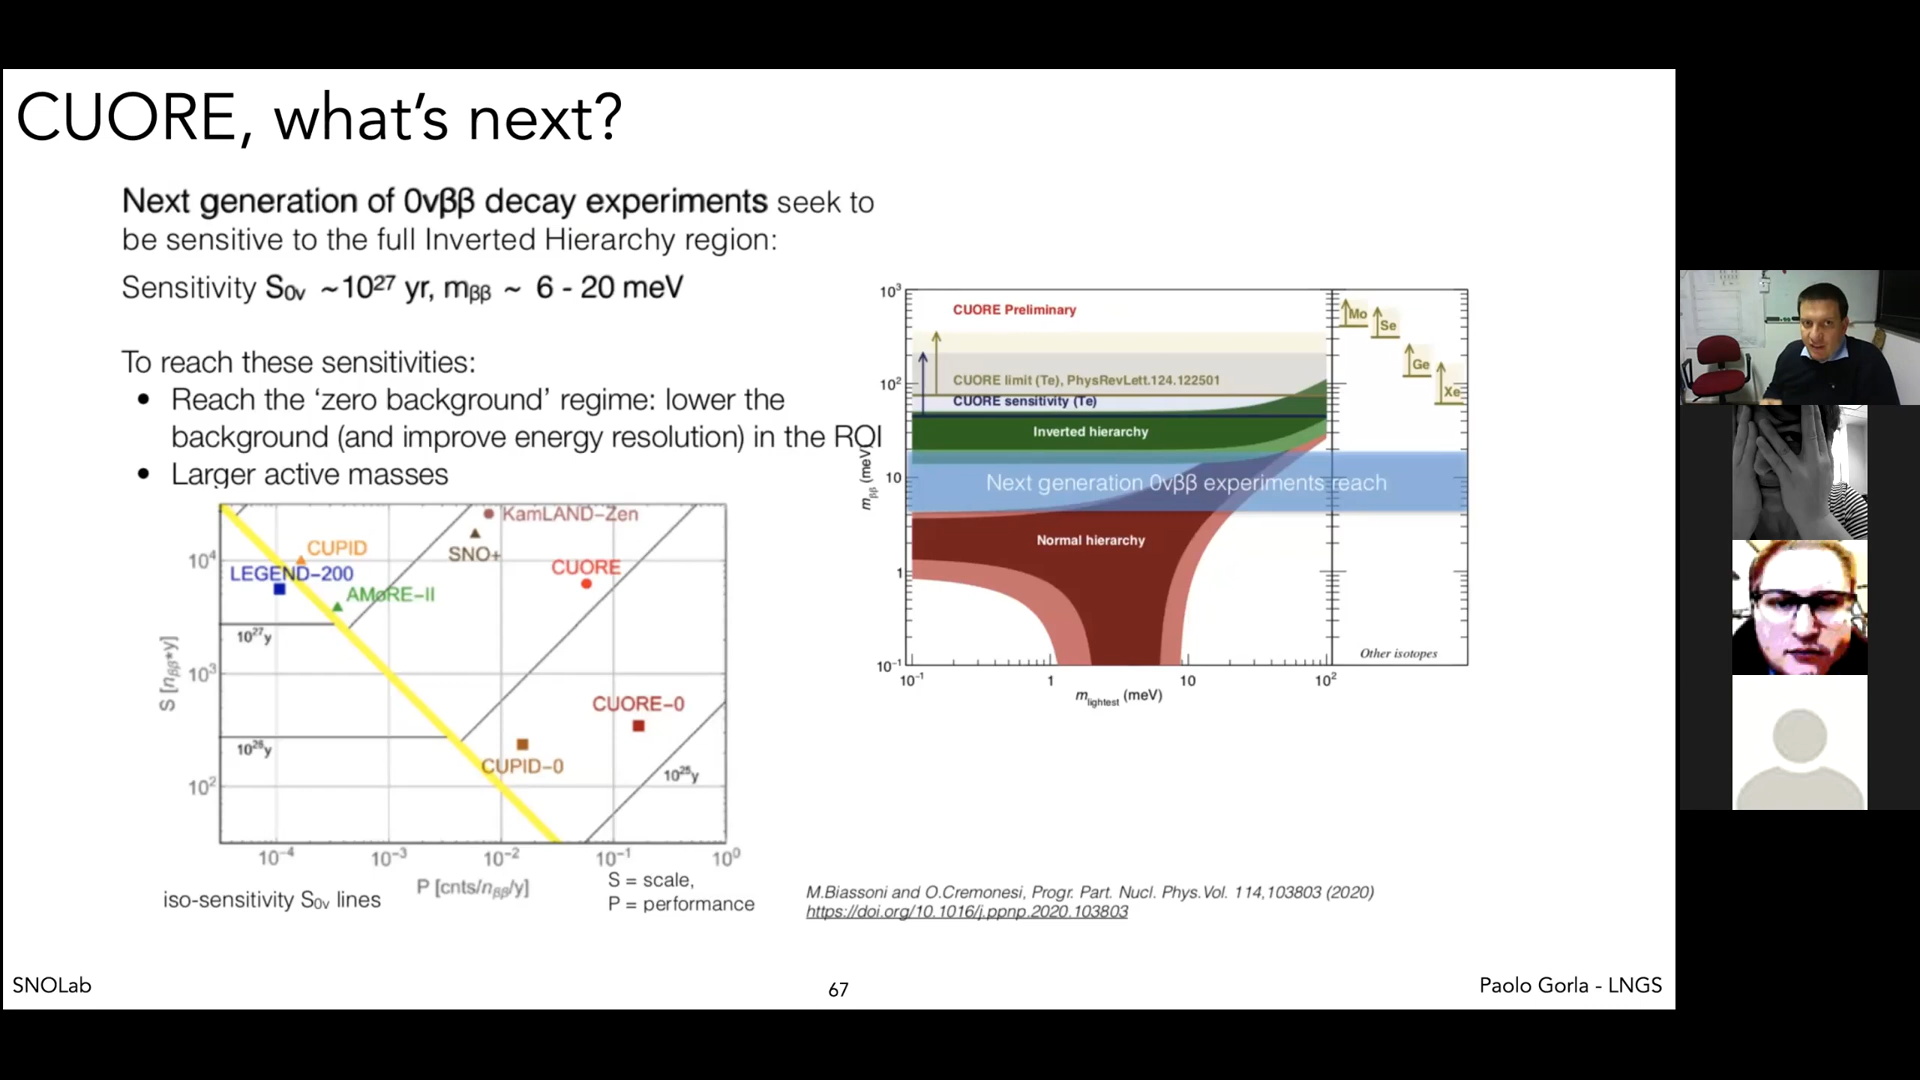 CUORE, what's next?
Next generation of 0νββ decay experiments seek to
be sensitive to the full Inverted Hierarchy region:
Sensitivity S0ν ~10²⁷ yr, mββ ~ 6 - 20 meV
To reach these sensitivities:
• Reach the 'zero background' regime: lower the
background (and improve energy resolution) in the ROI
• Larger active masses
KamLAND-Zen
SNO+
CUPID
CUORE
LEGEND-200
AMoRE-II
10²⁷y
CUORE-0
10²⁶y
CUPID-0
10²⁵y
10⁴
10³
10²
S [nββ*y]
10⁻⁴
10⁻³
10⁻²
10⁻¹
10⁰
P [cnts/nββ/y]
iso-sensitivity S0ν lines
S = scale,
P = performance
10³
10²
10
1
10⁻¹
mββ (meV)
CUORE Preliminary
CUORE limit (Te), PhysRevLett.124.122501
CUORE sensitivity (Te)
Inverted hierarchy
Next generation 0νββ experiments reach
Normal hierarchy
Mo
Se
Ge
Xe
Other isotopes
10⁻¹
1
10
10²
mlightest (meV)
M.Biassoni and O.Cremonesi, Progr. Part. Nucl. Phys.Vol. 114,103803 (2020)
https://doi.org/10.1016/j.ppnp.2020.103803
SNOLab
67
Paolo Gorla - LNGS